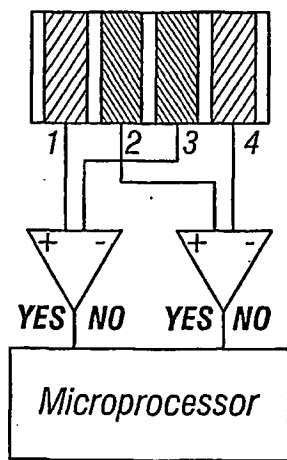 1 2 3 4
+ - + -
YES NO YES NO
Microprocessor